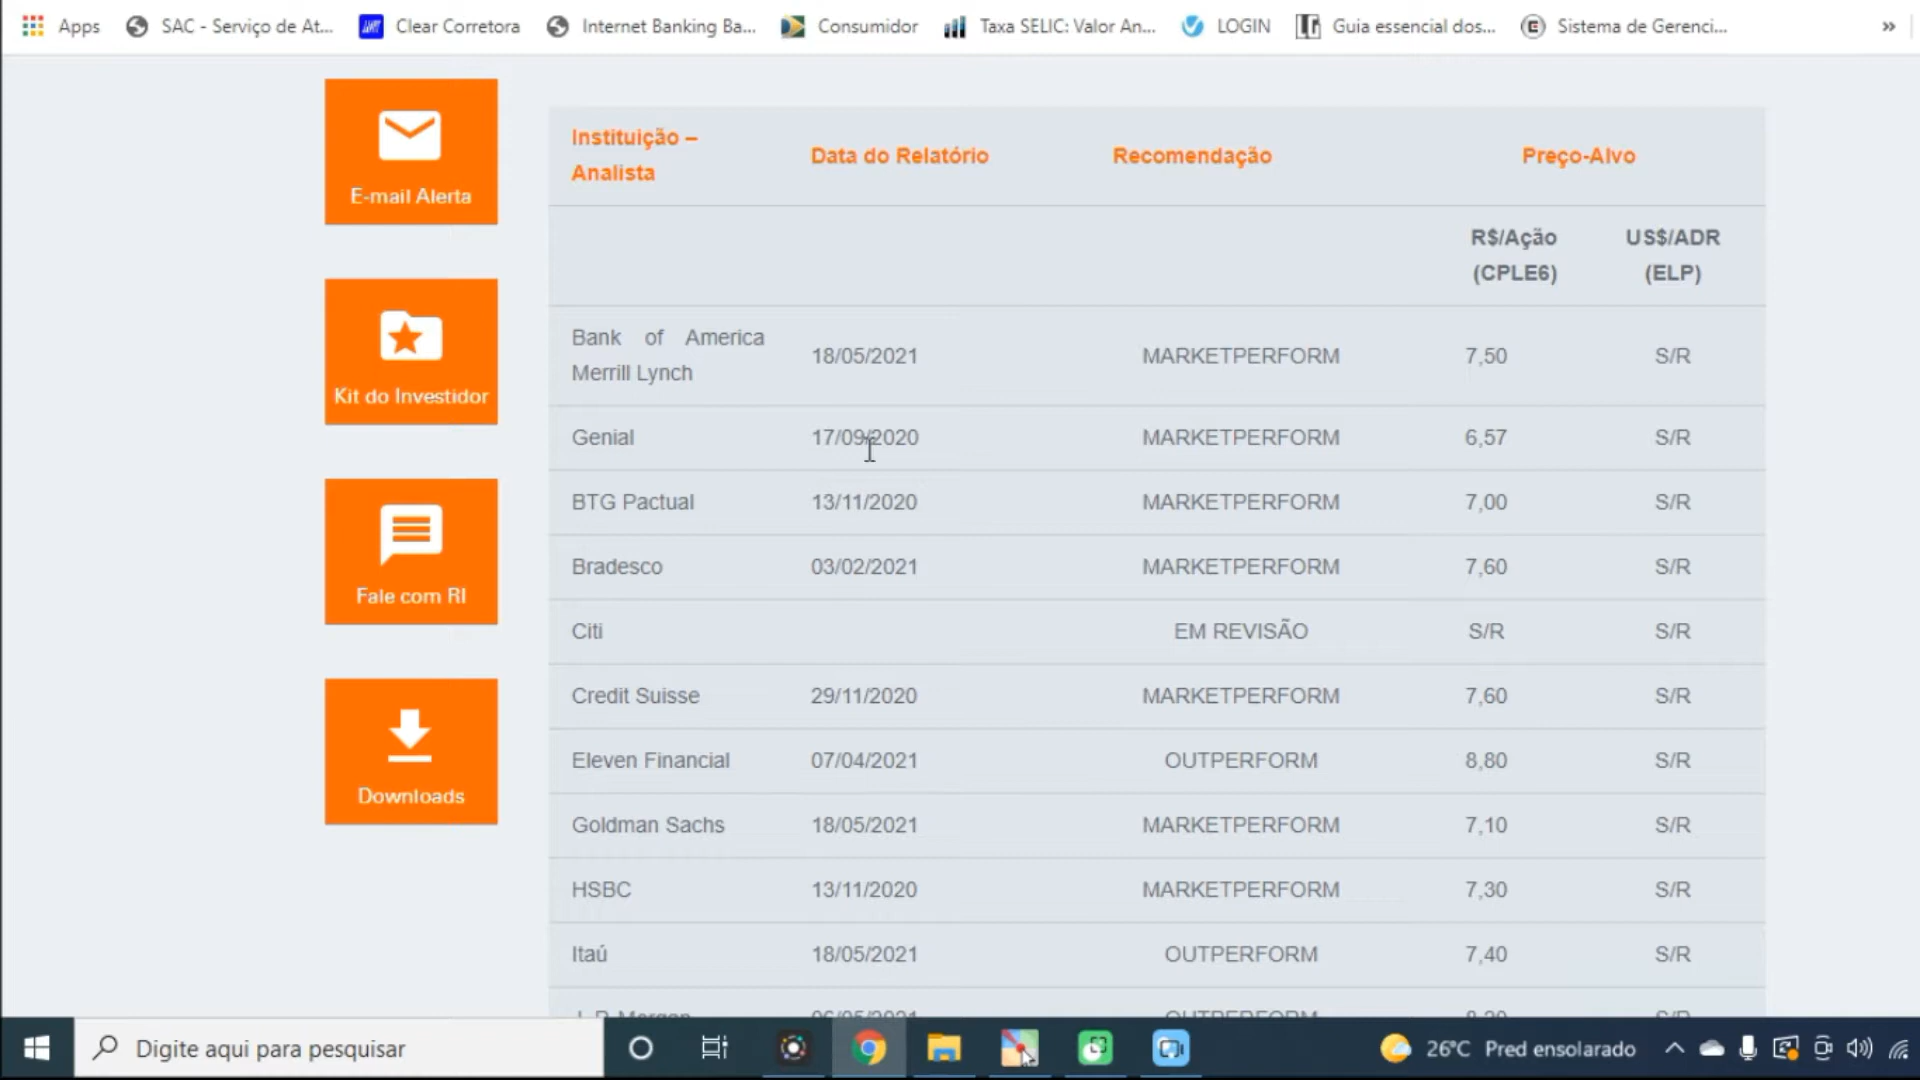 Apps SAC - Serviço de At... Clear Corretora Internet Banking Ba... Consumidor Taxa SELIC: Valor An... LOGIN Guia essencial dos... Sistema de Gerenci... »
E-mail Alerta
Kit do Investidor
Fale com RI
Downloads
Instituição –
Analista
Data do Relatório Recomendação Preço-Alvo
R$/Ação US$/ADR
(CPLE6) (ELP)
Bank of America
Merrill Lynch
18/05/2021 MARKETPERFORM 7,50 S/R
Genial 17/09/2020 MARKETPERFORM 6,57 S/R
BTG Pactual 13/11/2020 MARKETPERFORM 7,00 S/R
Bradesco 03/02/2021 MARKETPERFORM 7,60 S/R
Citi EM REVISÃO S/R S/R
Credit Suisse 29/11/2020 MARKETPERFORM 7,60 S/R
Eleven Financial 07/04/2021 OUTPERFORM 8,80 S/R
Goldman Sachs 18/05/2021 MARKETPERFORM 7,10 S/R
HSBC 13/11/2020 MARKETPERFORM 7,30 S/R
Itaú 18/05/2021 OUTPERFORM 7,40 S/R
OUTPERFORM S/R
Digite aqui para pesquisar 26°C Pred ensolarado